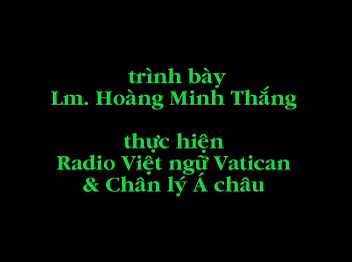 trình bày
Lm. Hoàng Minh Thắng
thực hiện
Radio Việt ngữ Vatican
& Chân lý Á châu